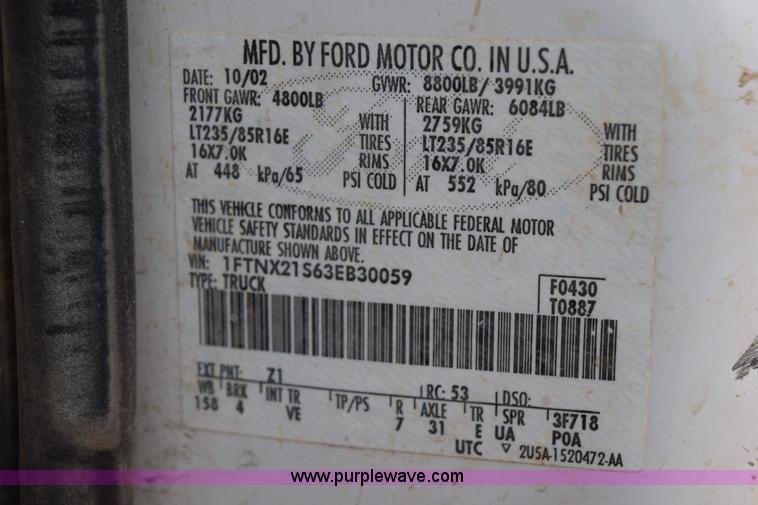 MFD. BY FORD MOTOR CO. IN U.S.A.
DATE: 10/02 GVWR: 8800LB/ 3991KG
FRONT GAWR: 4800LB REAR GAWR: 6084LB
2177KG WITH 2759KG WITH
LT235/85R16E TIRES LT235/85R16E TIRES
16X7.0K RIMS 16X7.0K RIMS
AT 448 kPa/65 PSI COLD AT 552 kPa/80 PSI COLD
THIS VEHICLE CONFORMS TO ALL APPLICABLE FEDERAL MOTOR
VEHICLE SAFETY STANDARDS IN EFFECT ON THE DATE OF
MANUFACTURE SHOWN ABOVE.
VIN: 1FTNX21S63EB30059 F0430
TYPE: TRUCK T0887
EXT PNT: Z1 RC: 53 DSO:
WB BRK INT TR TP/PS R AXLE TR SPR 3F718
158 4 VE 7 31 E UA P0A
UTC ▽ 2U5A-1520472-AA
www.purplewave.com